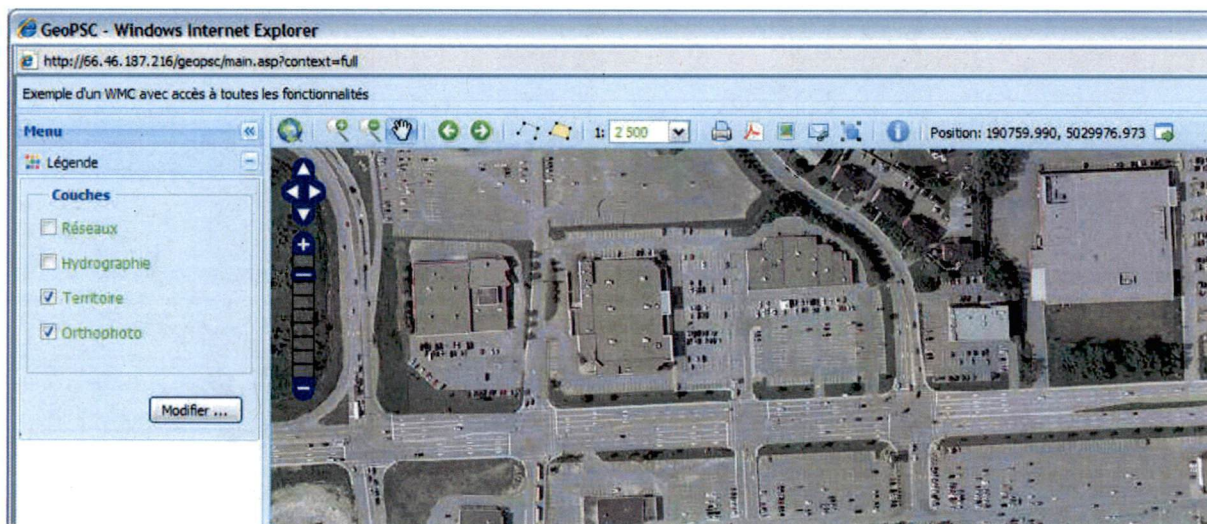 GeoPSC - Windows Internet Explorer
http://66.46.187.216/geopsc/main.asp?context=full
Exemple d'un WMC avec accès à toutes les fonctionnalités
Menu
1: 2 500
Position: 190759.990, 5029976.973
Légende
Couches
Réseaux
Hydrographie
Territoire
Orthophoto
Modifier ...